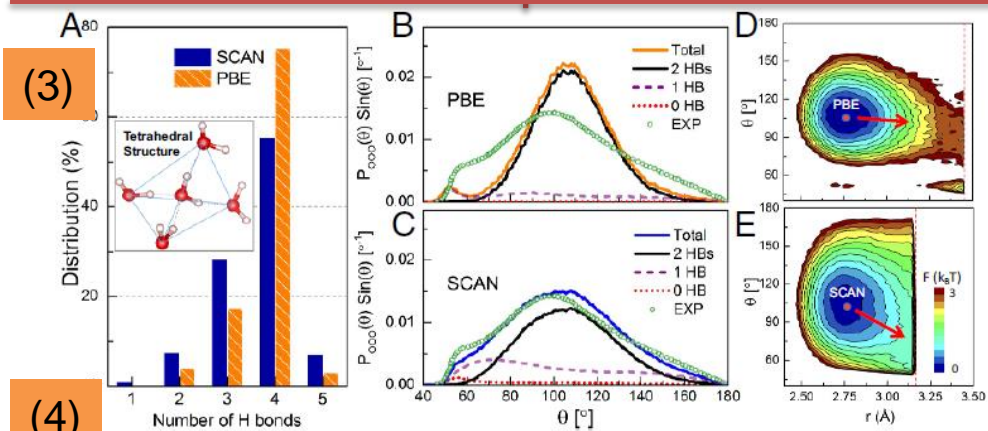 (3)
(4)
A
80
60
40
20
Distribution (%)
SCAN
PBE
Tetrahedral
Structure
1 2 3 4 5
Number of H bonds
B
P_OOO(θ) Sin(θ) [°⁻¹]
0.02
0.01
0.00
PBE
Total
2 HBs
1 HB
0 HB
EXP
C
P_OOO(θ) Sin(θ) [°⁻¹]
0.02
0.01
0.00
SCAN
Total
2 HBs
1 HB
0 HB
EXP
40 60 80 100 120 140 160 180
θ [°]
D
180
150
120
90
60
θ [°]
PBE
E
180
150
120
90
60
θ [°]
SCAN
F (k_BT)
3
0
2.50 2.75 3.00 3.25
r (Å)